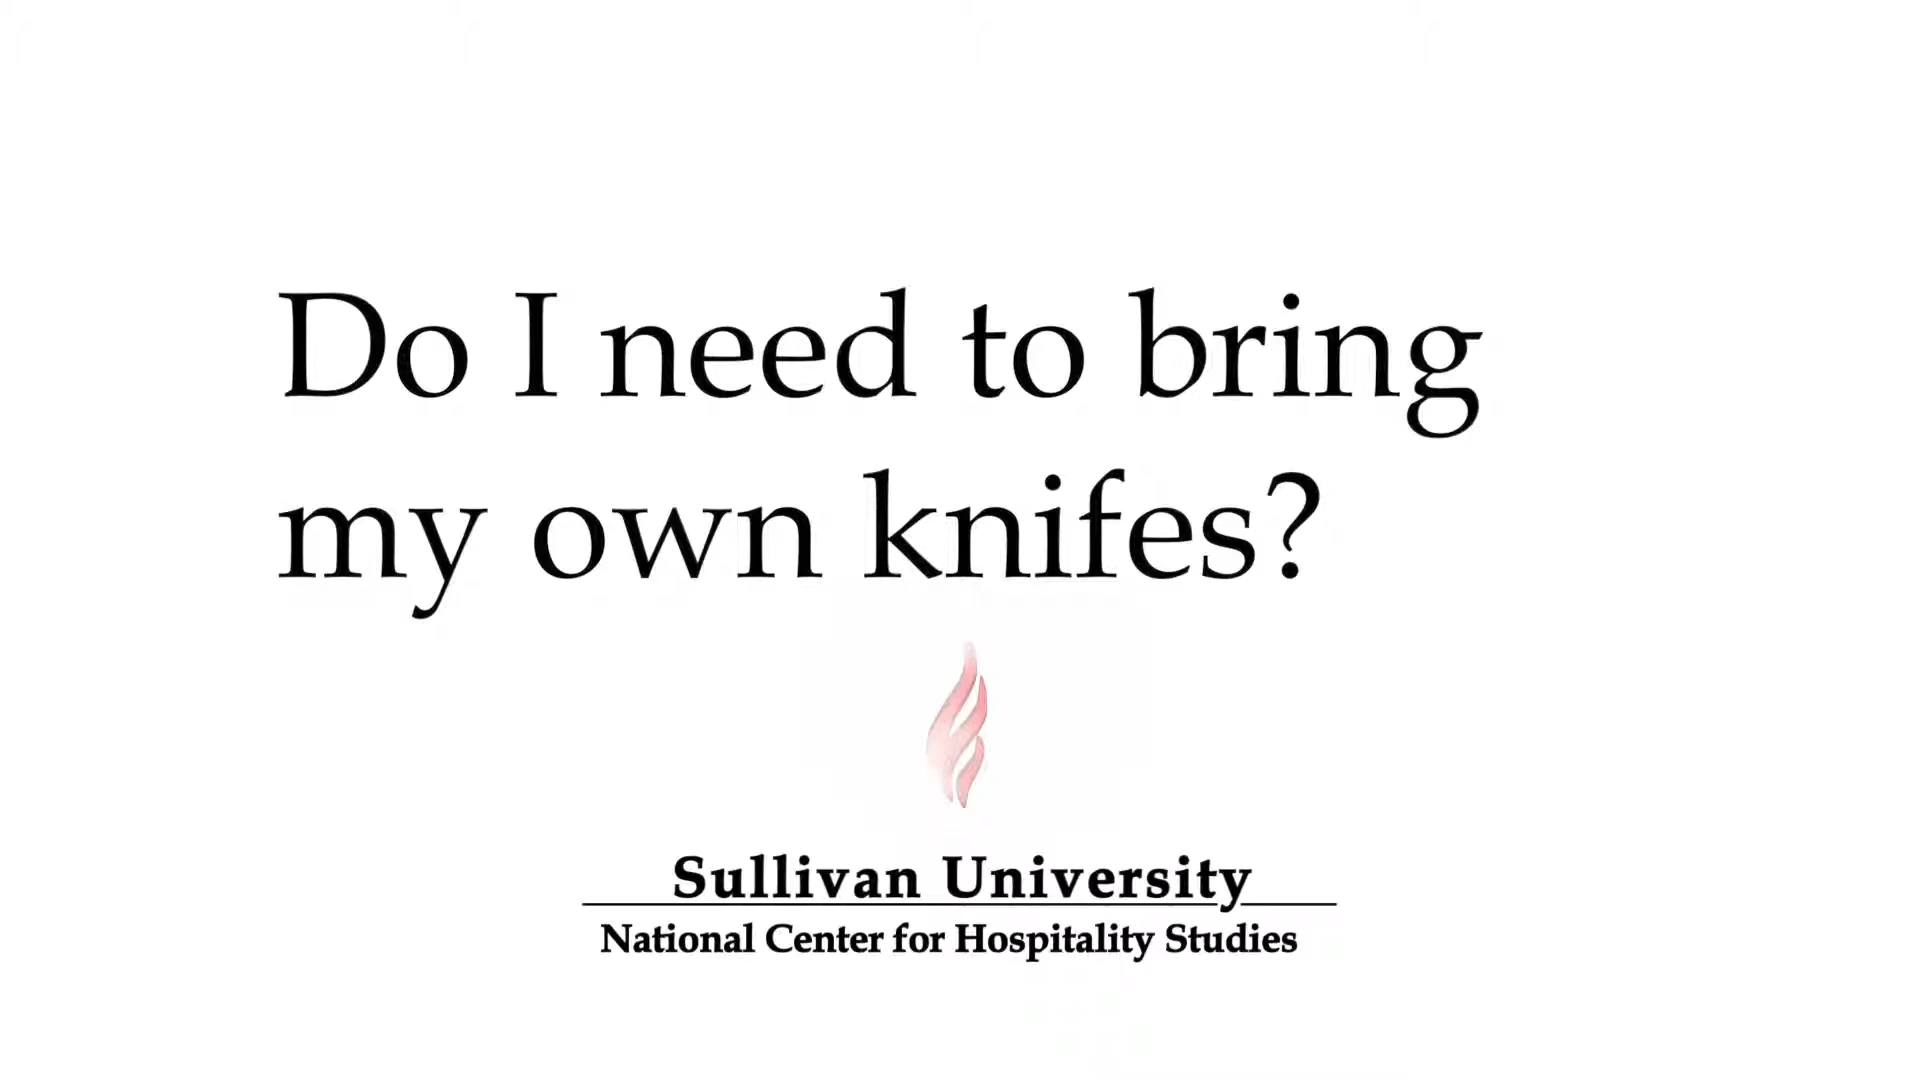 Do I need to bring
my own knifes?
Sullivan University
National Center for Hospitality Studies